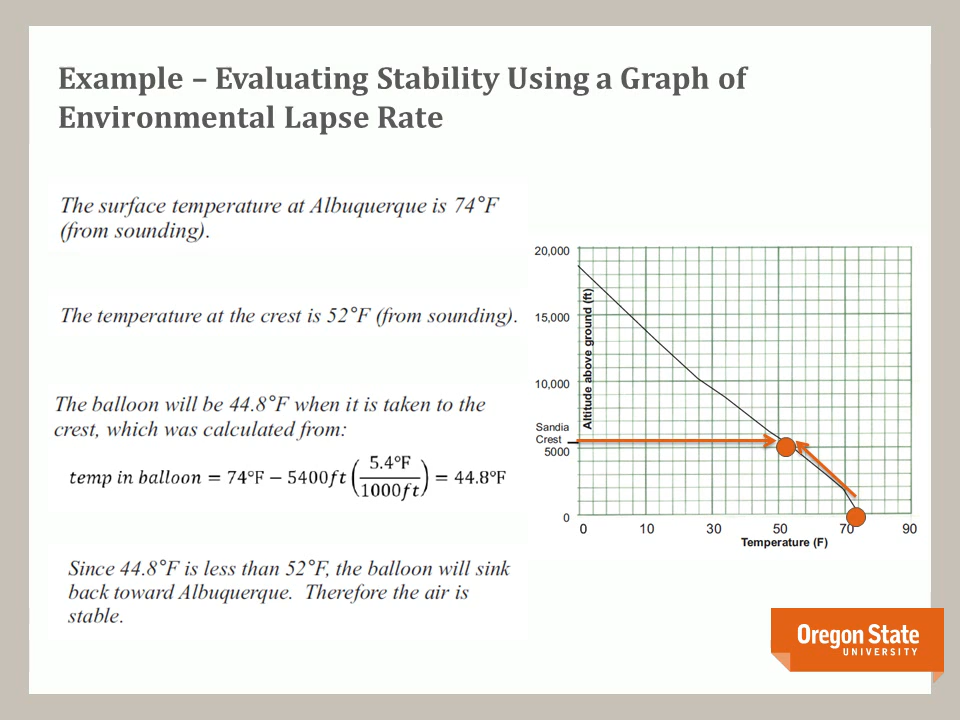 Example – Evaluating Stability Using a Graph of
Environmental Lapse Rate
The surface temperature at Albuquerque is 74°F
(from sounding).
The temperature at the crest is 52°F (from sounding).
The balloon will be 44.8°F when it is taken to the
crest, which was calculated from:
temp in balloon = 74°F − 5400ft (5.4°F/1000ft) = 44.8°F
Since 44.8°F is less than 52°F, the balloon will sink
back toward Albuquerque. Therefore the air is
stable.
20,000
15,000
10,000
Sandia
Crest
5000
0
Altitude above ground (ft)
0 10 30 50 70 90
Temperature (F)
Oregon State
UNIVERSITY